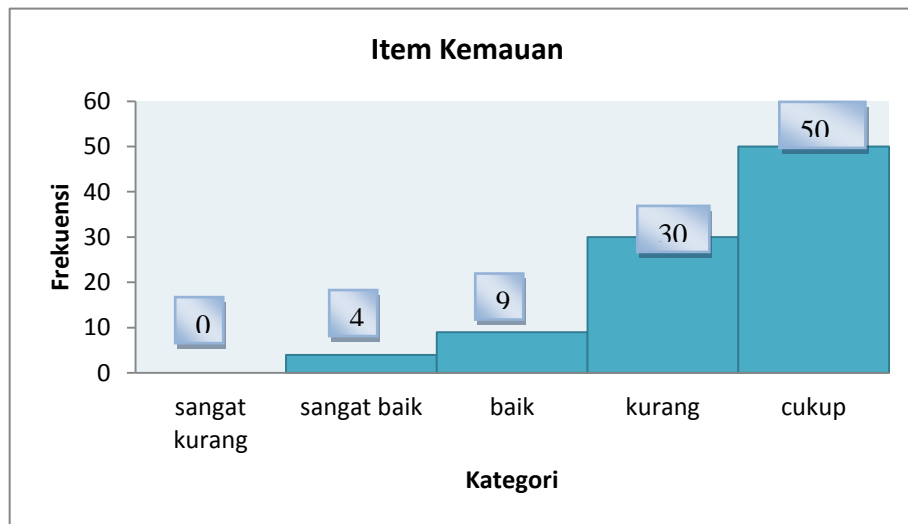 Item Kemauan
60
50
40
30
20
10
0
Frekuensi
0
4
9
30
50
sangat
kurang
sangat baik
baik
kurang
cukup
Kategori